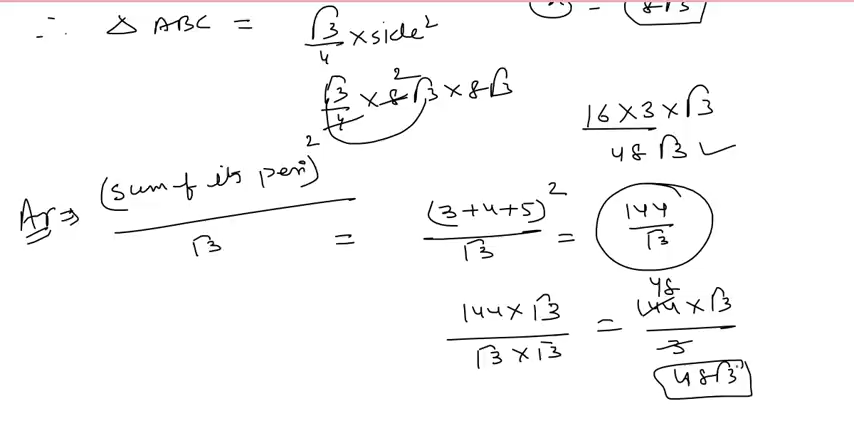 ∴ △ ABC = √3/4 × side²
√3/4 × 8 2 √3 × 8√3
16 × 3 × √3
48√3 ✓
Ar ⇒ (sum of its peri)²/√3 = (3+4+5)²/√3 = 144/√3
144 × √3/√3 × √3 = 144 48 × √3/3
48√3